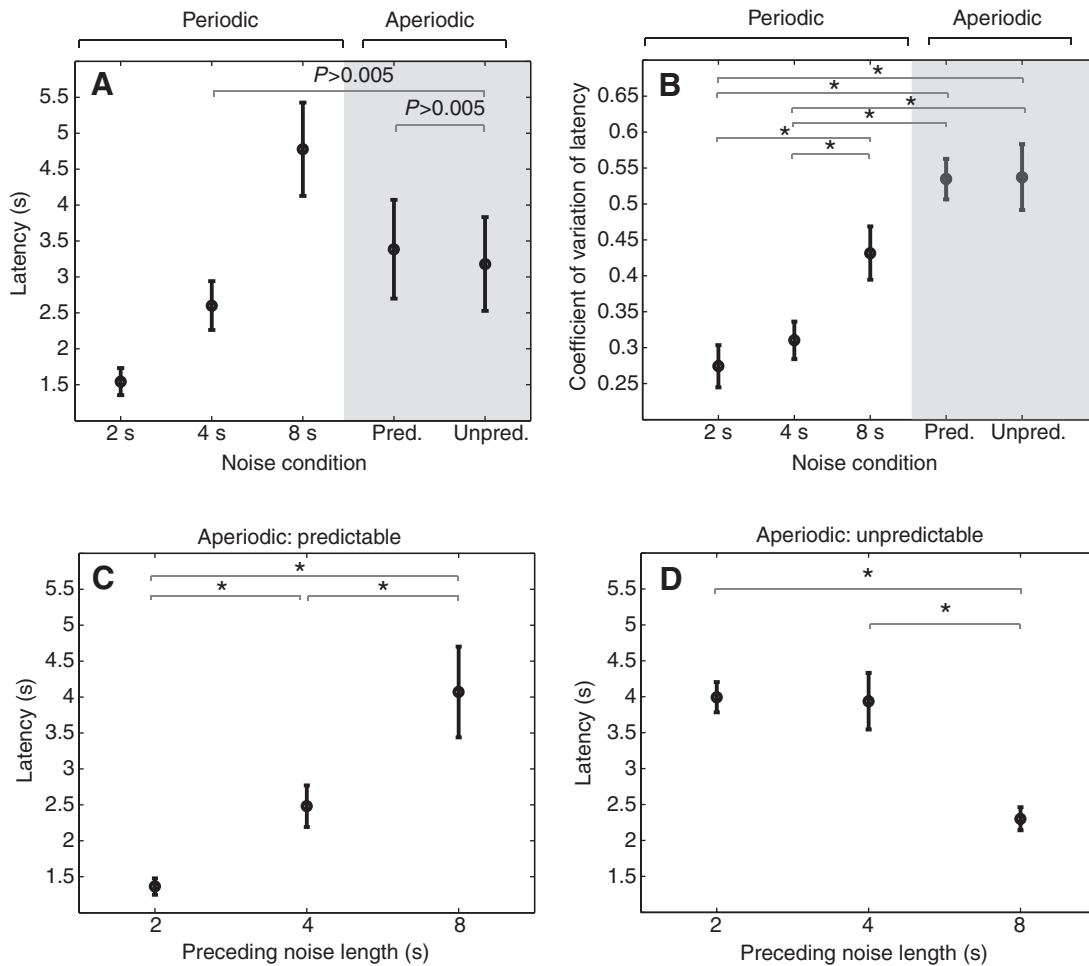 Periodic
Aperiodic
A
P>0.005
P>0.005
5.5
5
4.5
4
3.5
3
2.5
2
1.5
Latency (s)
2 s
4 s
8 s
Pred.
Unpred.
Noise condition
Periodic
Aperiodic
B
*
*
*
*
*
*
0.65
0.6
0.55
0.5
0.45
0.4
0.35
0.3
0.25
Coefficient of variation of latency
2 s
4 s
8 s
Pred.
Unpred.
Noise condition
Aperiodic: predictable
C
*
*
*
5.5
5
4.5
4
3.5
3
2.5
2
1.5
Latency (s)
2
4
8
Preceding noise length (s)
Aperiodic: unpredictable
D
*
*
5.5
5
4.5
4
3.5
3
2.5
2
1.5
Latency (s)
2
4
8
Preceding noise length (s)